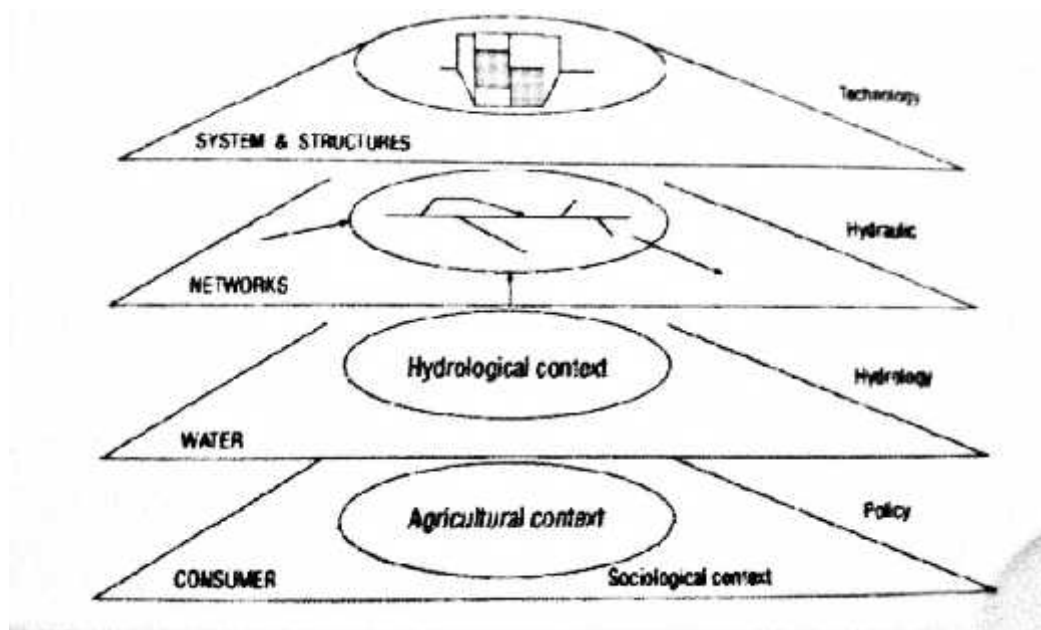 Technology
SYSTEM & STRUCTURES
Hydraulic
NETWORKS
Hydrological context
Hydrology
WATER
Agricultural context
Policy
CONSUMER
Sociological context